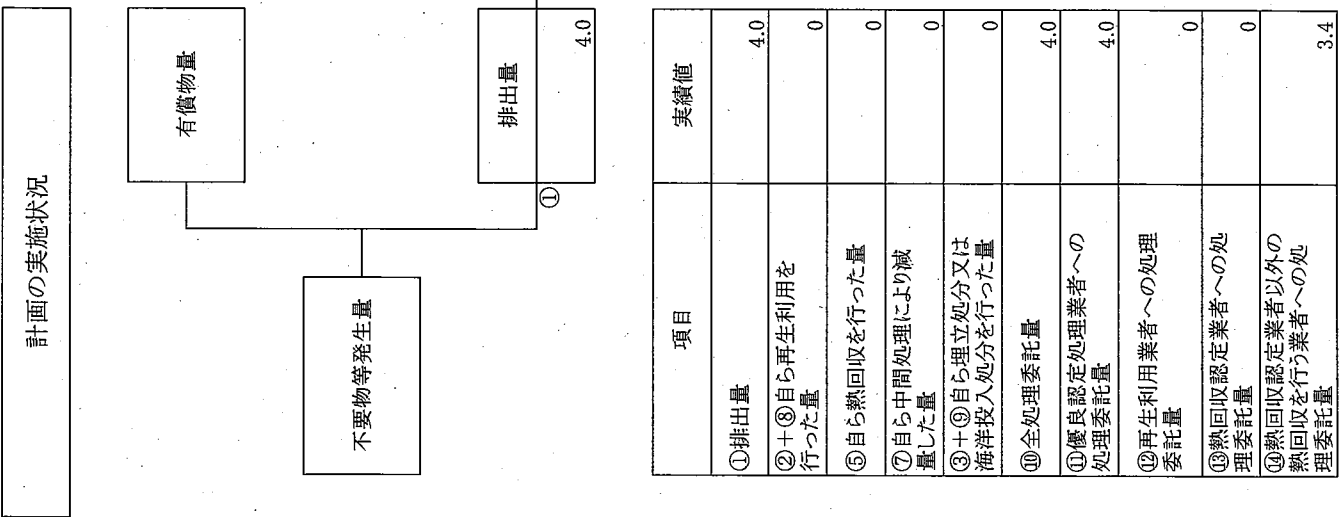 計画の実施状況
不要物等発生量
有償物量
①
排出量
4.0
項目
実績値
①排出量
4.0
②+⑧自ら再生利用を
行った量
0
⑤自ら熱回収を行った量
0
⑦自ら中間処理により減
量した量
0
③+⑨自ら埋立処分又は
海洋投入処分を行った量
0
⑩全処理委託量
4.0
⑪優良認定処理業者への
処理委託量
4.0
⑫再生利用業者への処理
委託量
0
⑬熱回収認定業者への処
理委託量
0
⑭熱回収認定業者以外の
熱回収を行う業者への処
理委託量
3.4